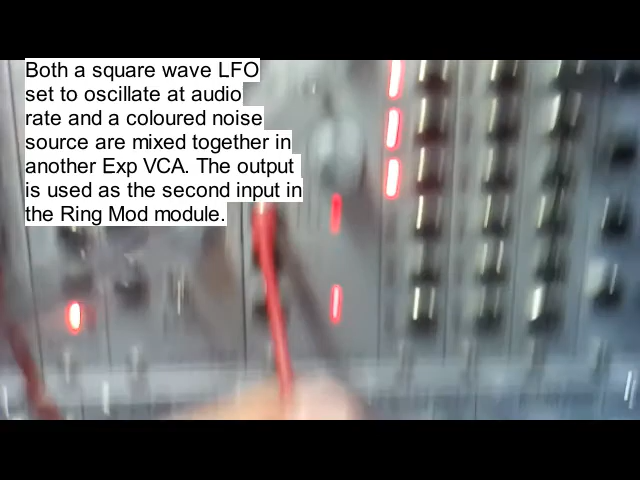 Both a square wave LFO
set to oscillate at audio
rate and a coloured noise
source are mixed together in
another Exp VCA. The output
is used as the second input in
the Ring Mod module.